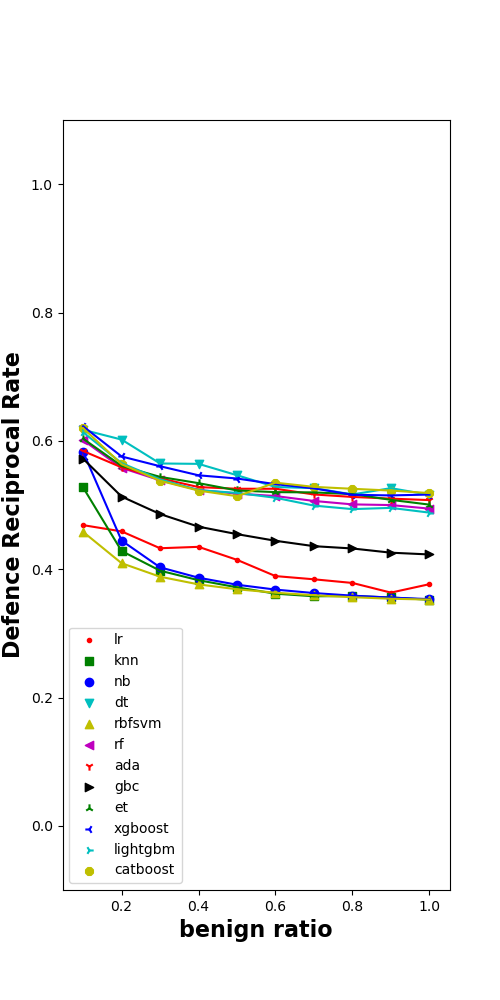 Defence Reciprocal Rate
1.0
0.8
0.6
0.4
0.2
0.0
lr
knn
nb
dt
rbfsvm
rf
ada
gbc
et
xgboost
lightgbm
catboost
0.2 0.4 0.6 0.8 1.0
benign ratio